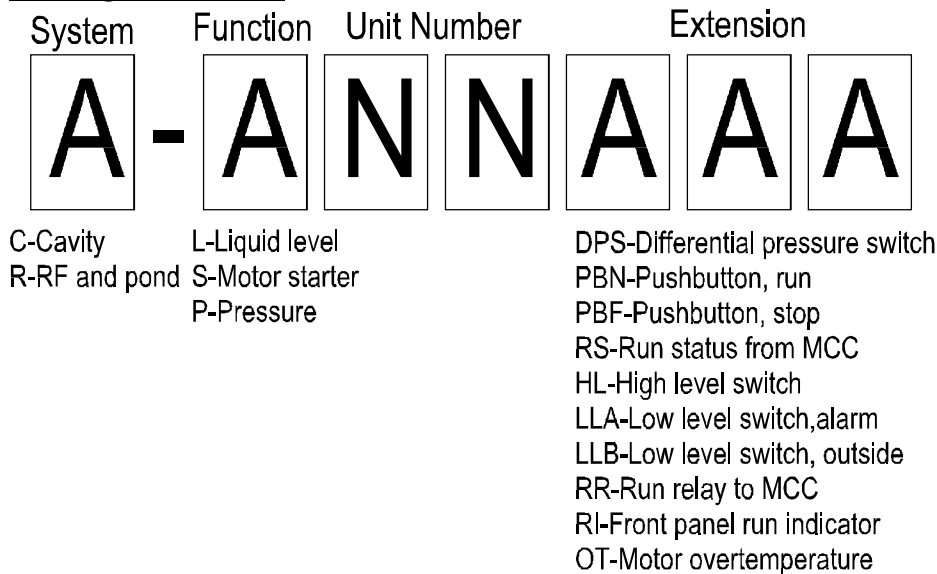 System Function Unit Number Extension
A - A N N A A A
C-Cavity L-Liquid level DPS-Differential pressure switch
R-RF and pond S-Motor starter PBN-Pushbutton, run
P-Pressure PBF-Pushbutton, stop
RS-Run status from MCC
HL-High level switch
LLA-Low level switch,alarm
LLB-Low level switch, outside
RR-Run relay to MCC
RI-Front panel run indicator
OT-Motor overtemperature